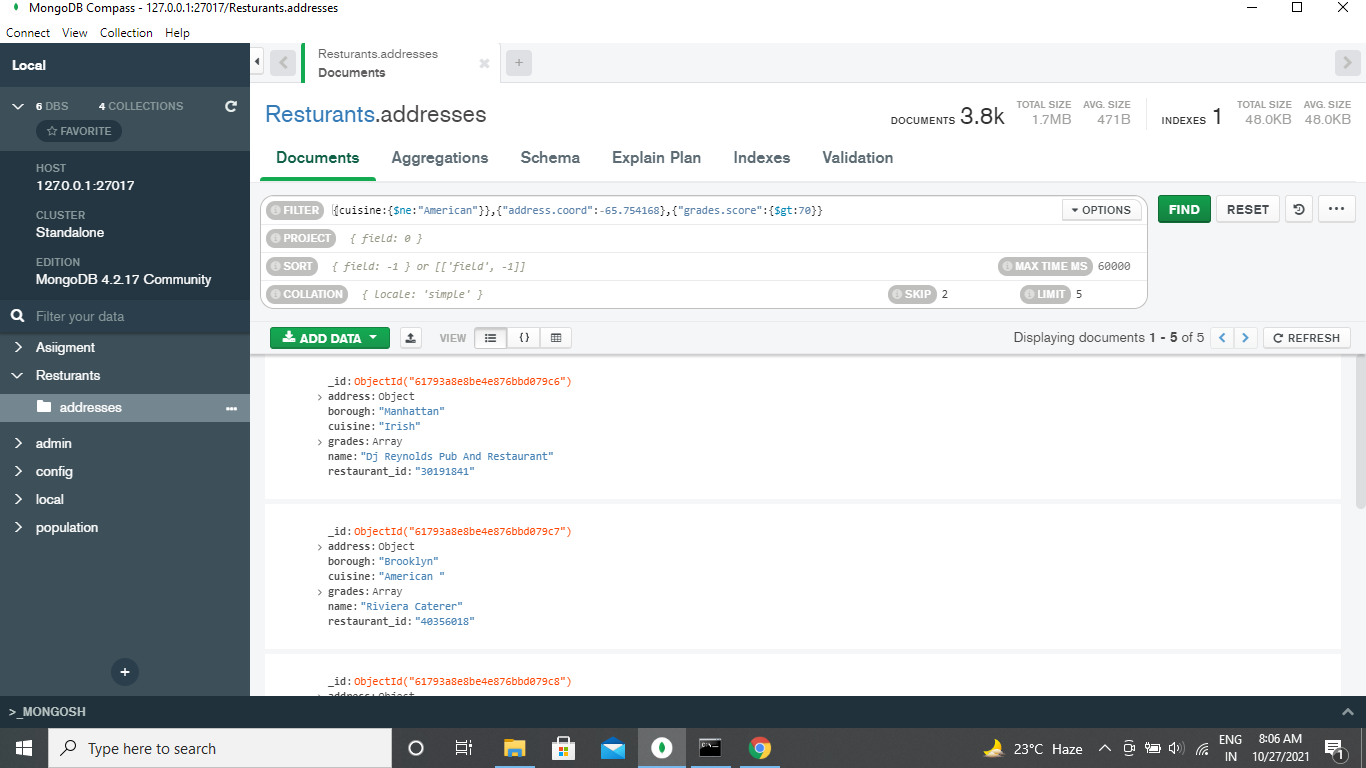 MongoDB Compass - 127.0.0.1:27017/Resturants.addresses
Connect View Collection Help
Local
6 DBS 4 COLLECTIONS
FAVORITE
HOST
127.0.0.1:27017
CLUSTER
Standalone
EDITION
MongoDB 4.2.17 Community
Filter your data
Asiigment
Resturants
addresses
admin
config
local
population
Resturants.addresses
Documents
Resturants.addresses
DOCUMENTS 3.8k TOTAL SIZE 1.7MB AVG. SIZE 471B INDEXES 1 TOTAL SIZE 48.0KB AVG. SIZE 48.0KB
Documents Aggregations Schema Explain Plan Indexes Validation
FILTER {cuisine:{$ne:"American"}},{"address.coord":-65.754168},{"grades.score":{$gt:70}} OPTIONS FIND RESET
PROJECT { field: 0 }
SORT { field: -1 } or [['field', -1]] MAX TIME MS 60000
COLLATION { locale: 'simple' } SKIP 2 LIMIT 5
ADD DATA VIEW {} Displaying documents 1 - 5 of 5 REFRESH
_id: ObjectId("61793a8e8be4e876bbd079c6")
address: Object
borough: "Manhattan"
cuisine: "Irish"
grades: Array
name: "Dj Reynolds Pub And Restaurant"
restaurant_id: "30191841"
_id: ObjectId("61793a8e8be4e876bbd079c7")
address: Object
borough: "Brooklyn"
cuisine: "American "
grades: Array
name: "Riviera Caterer"
restaurant_id: "40356018"
_id: ObjectId("61793a8e8be4e876bbd079c8")
address: Object
>_MONGOSH
Type here to search
23°C Haze
ENG
IN
8:06 AM
10/27/2021
1